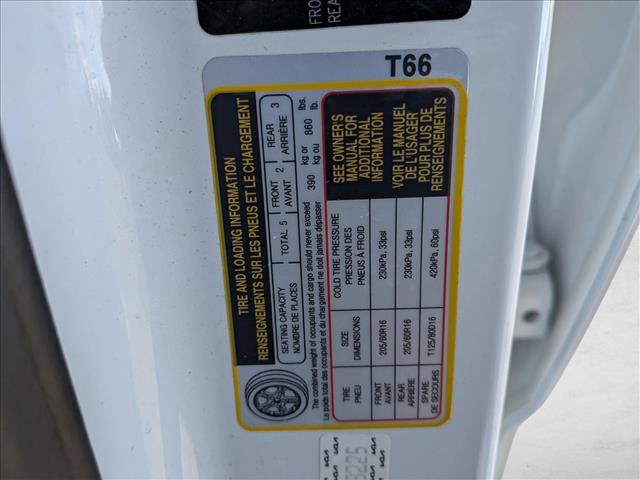 FRO
REA
T66
TIRE AND LOADING INFORMATION
RENSEIGNEMENTS SUR LES PNEUS ET LE CHARGEMENT
SEATING CAPACITY TOTAL 5 FRONT 2 REAR 3
NOMBRE DE PLACES AVANT ARRIÈRE
The combined weight of occupants and cargo should never exceed 390 kg or 860 lbs.
Le poids total des occupants et du chargement ne doit jamais dépasser kg ou lb.
TIRE SIZE COLD TIRE PRESSURE
PNEU DIMENSIONS PRESSION DES PNEUS À FROID
FRONT AVANT 205/60R16 230kPa, 33psi
REAR ARRIÈRE 205/60R16 230kPa, 33psi
SPARE DE SECOURS T125/80D16 420kPa, 60psi
SEE OWNER'S
MANUAL FOR
ADDITIONAL
INFORMATION
VOIR LE MANUEL
DE L'USAGER
POUR PLUS DE
RENSEIGNEMENTS